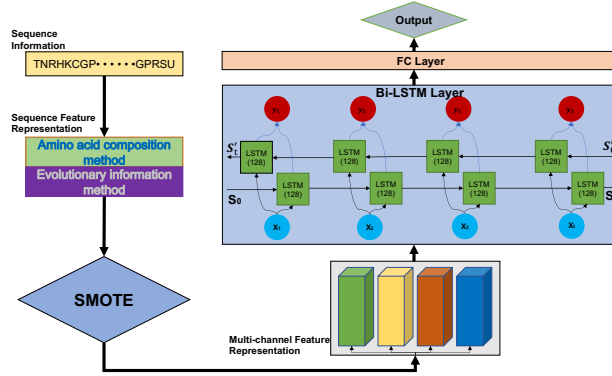 Sequence
Information
TNRHKCGP······GPRSU
Sequence Feature
Representation
Amino acid composition
method
Evolutionary information
method
SMOTE
Multi-channel Feature
Representation
Output
FC Layer
Bi-LSTM Layer
LSTM
(128)
LSTM
(128)
LSTM
(128)
LSTM
(128)
LSTM
(128)
LSTM
(128)
LSTM
(128)
LSTM
(128)
S₀
X₁
X₂
X₃